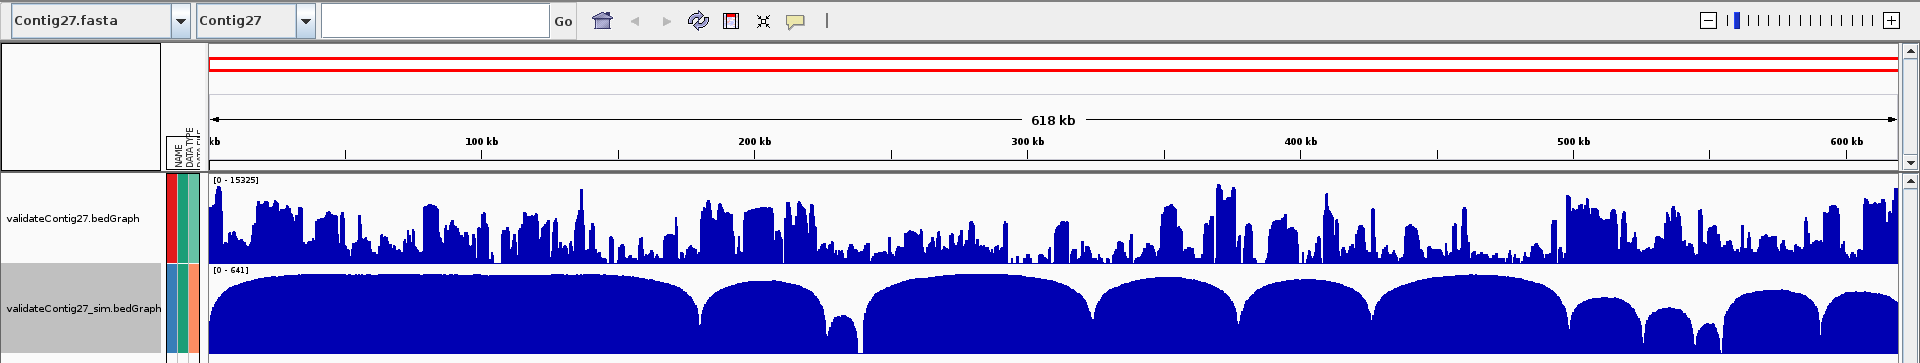 Contig27.fasta Contig27 Go
618 kb
kb 100 kb 200 kb 300 kb 400 kb 500 kb 600 kb
NAME
DATA TYPE
[0 - 15325]
validateContig27.bedGraph
[0 - 641]
validateContig27_sim.bedGraph